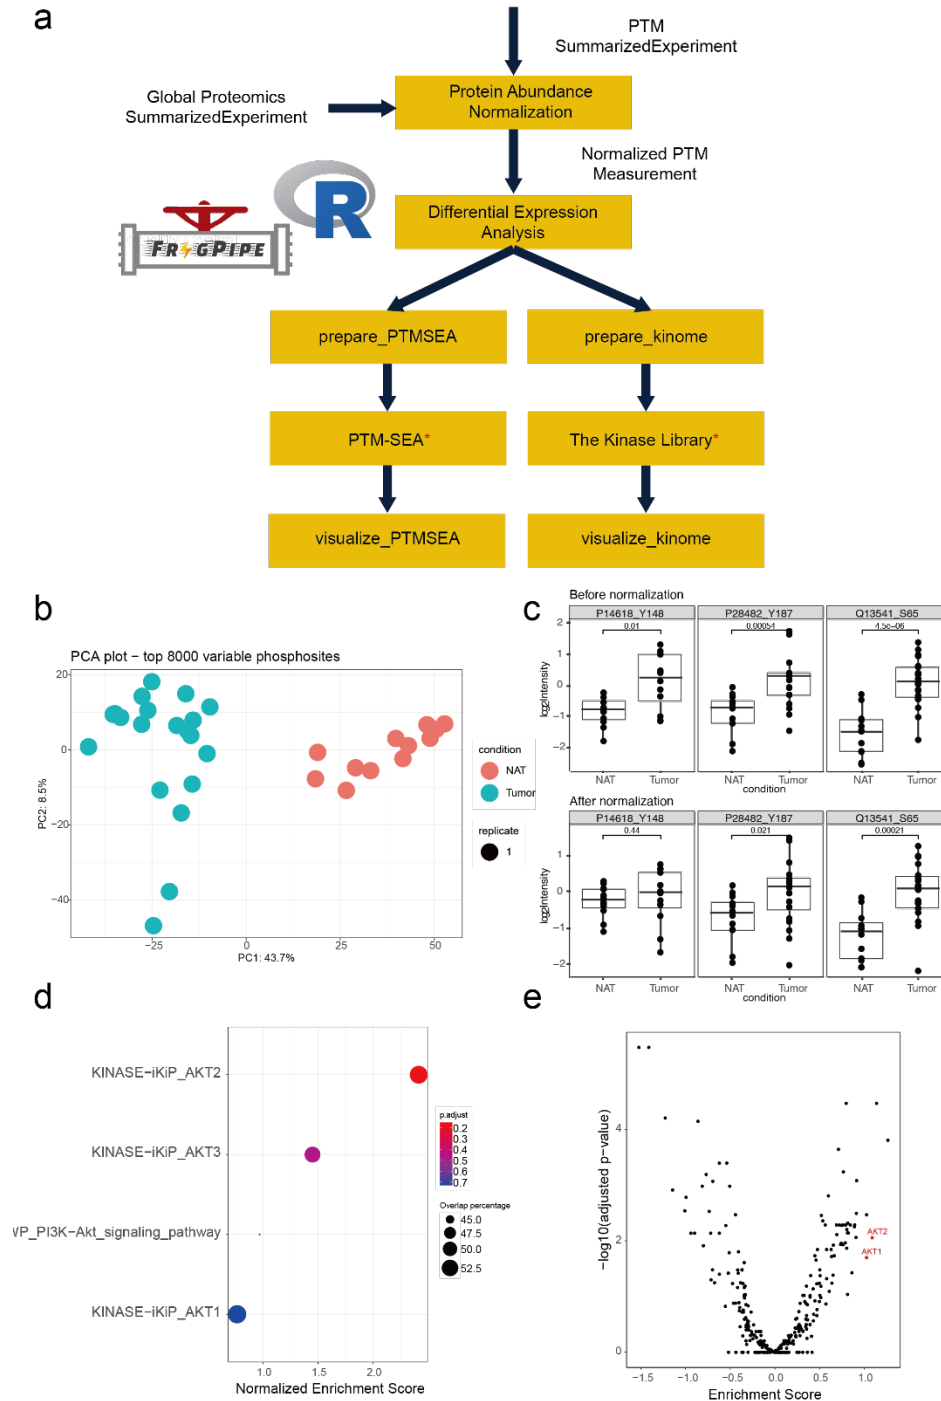 a
PTM
SummarizedExperiment
Global Proteomics
SummarizedExperiment
Protein Abundance
Normalization
Normalized PTM
Measurement
R
FRAGPIPE
Differential Expression
Analysis
prepare_PTMSEA
prepare_kinome
PTM-SEA*
The Kinase Library*
visualize_PTMSEA
visualize_kinome
b
PCA plot − top 8000 variable phosphosites
20
0
−20
−40
PC2: 8.5%
−25
0
25
50
PC1: 43.7%
condition
NAT
Tumor
replicate
1
c
Before normalization
P14618_Y148
P28482_Y187
Q13541_S65
0.01
0.00054
4.5e−06
2
1
0
−1
−2
log2Intensity
NAT
Tumor
NAT
Tumor
NAT
Tumor
condition
After normalization
P14618_Y148
P28482_Y187
Q13541_S65
0.44
0.021
0.00021
1
0
−1
−2
log2Intensity
NAT
Tumor
NAT
Tumor
NAT
Tumor
condition
d
KINASE−iKiP_AKT2
KINASE−iKiP_AKT3
WP_PI3K−Akt_signaling_pathway
KINASE−iKiP_AKT1
1.0
1.5
2.0
Normalized Enrichment Score
p.adjust
0.2
0.3
0.4
0.5
0.6
0.7
Overlap percentage
45.0
47.5
50.0
52.5
e
−log10(adjusted p−value)
4
2
0
AKT2
AKT1
−1.5
−1.0
−0.5
0.0
0.5
1.0
Enrichment Score